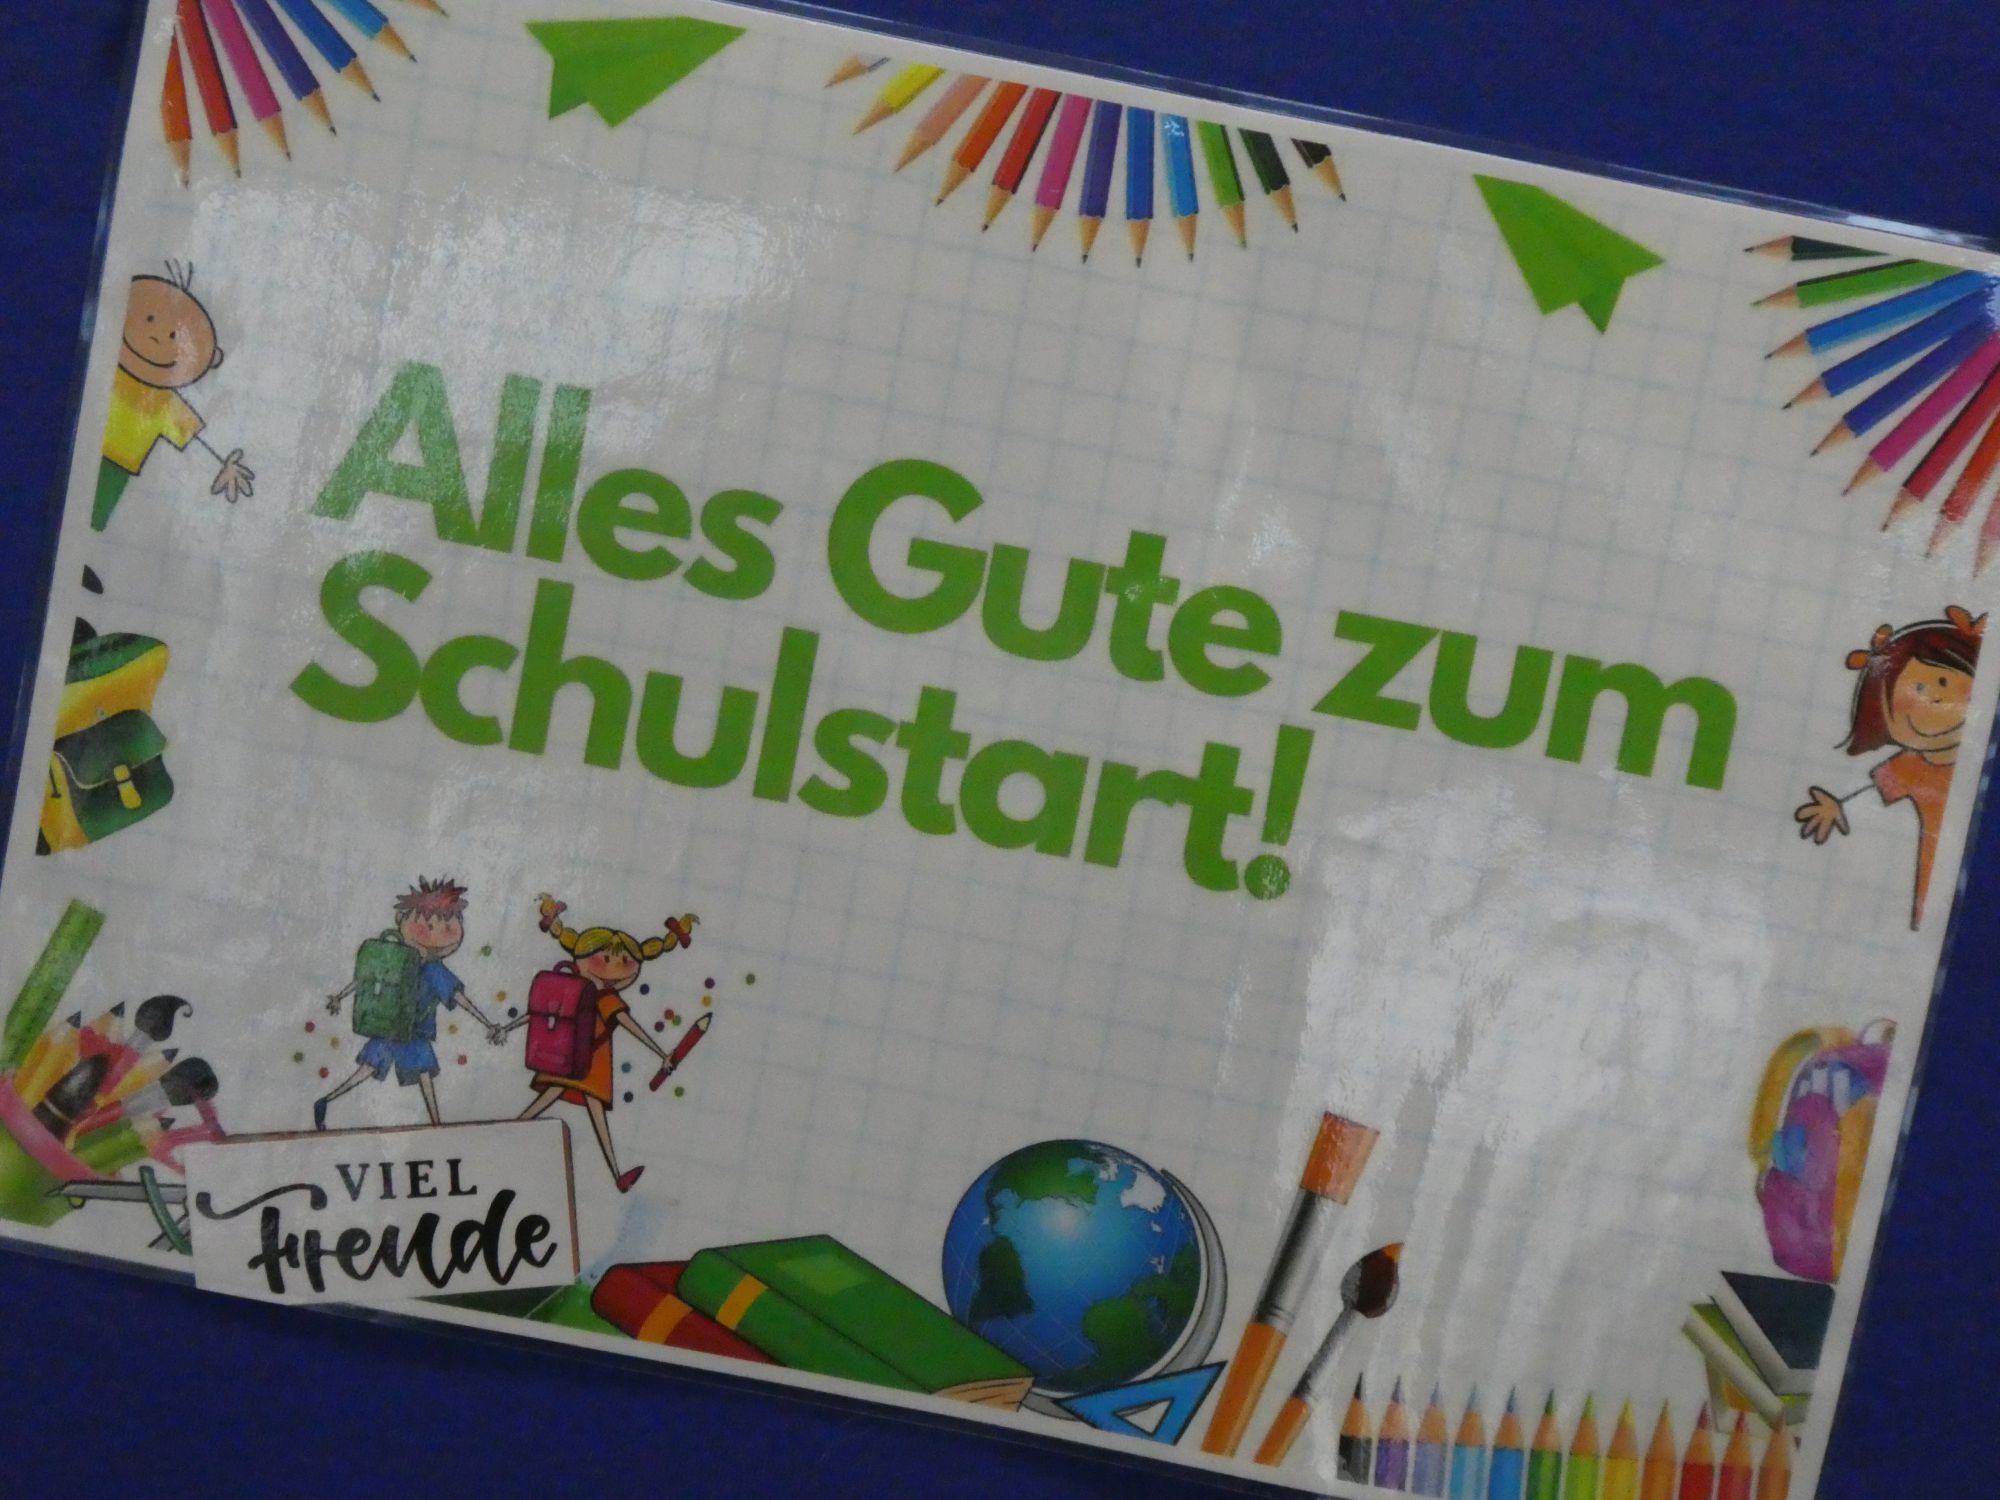 Alles Gute zum
Schulstart!
VIEL
Freude